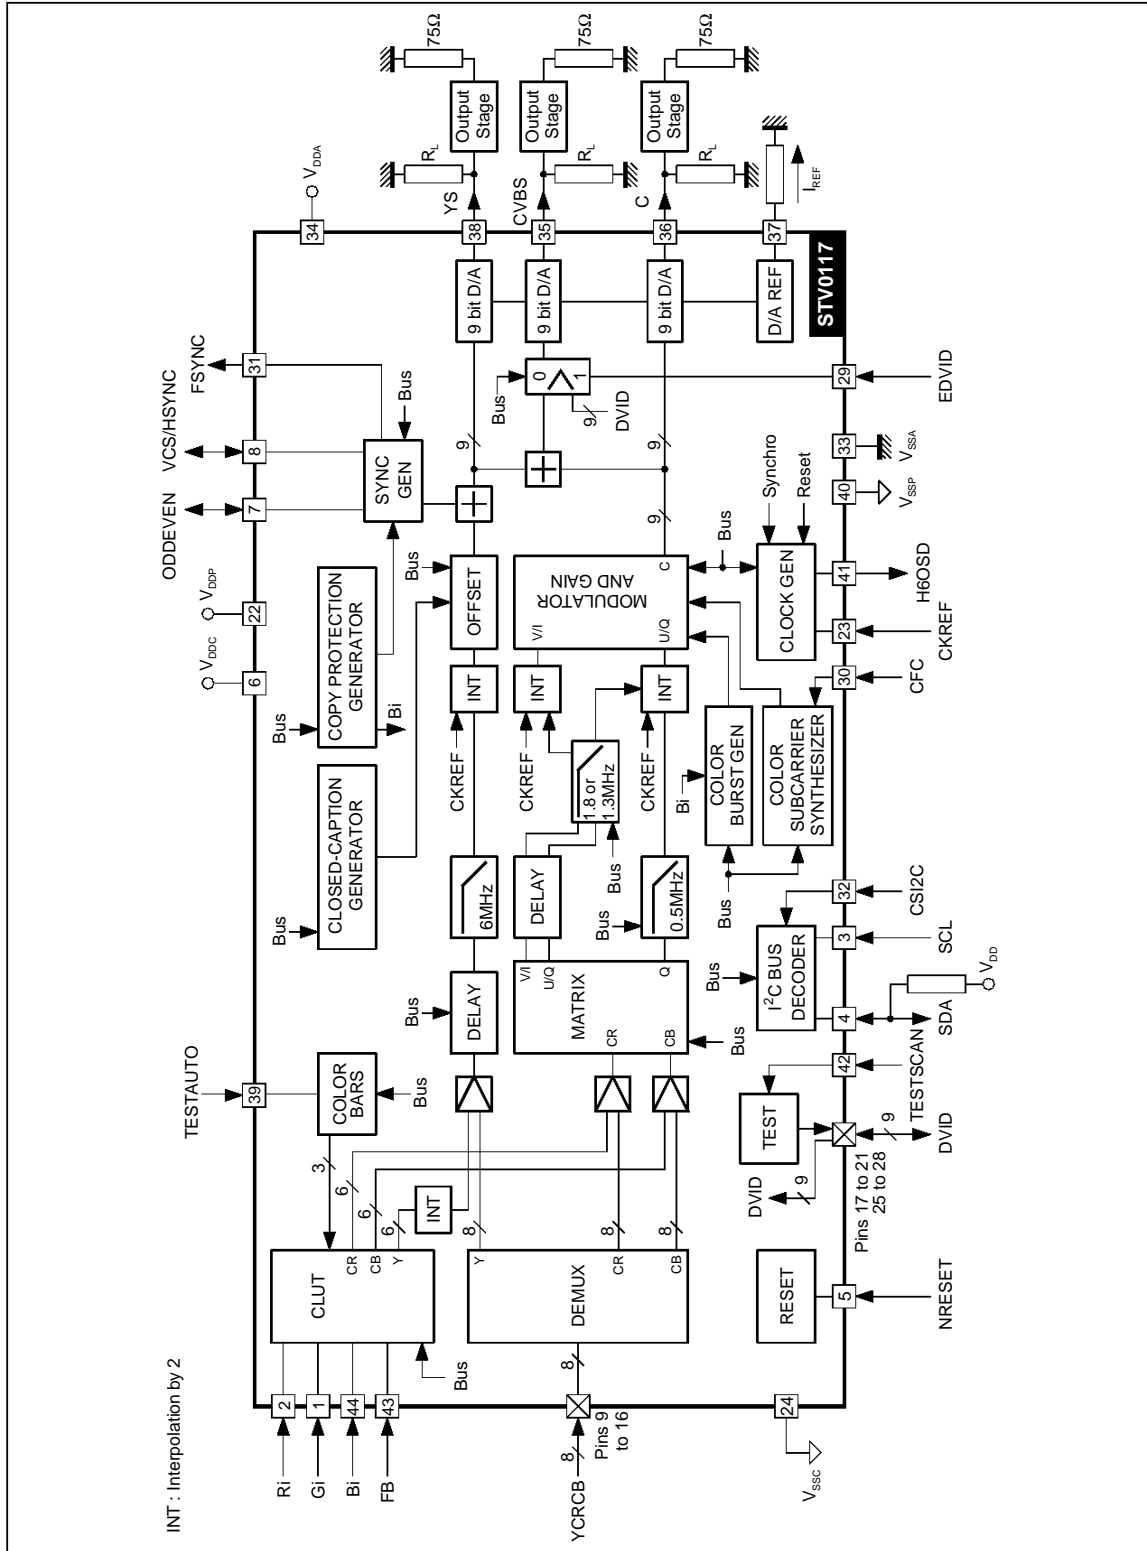 INT : Interpolation by 2
Ri
2
Gi
1
Bi
44
FB
43
CLUT
CR
CB
Y
Bus
3
6
6
6
INT
TESTAUTO
39
COLOR
BARS
Bus
YCRCB
8
Pins 9
to 16
8
DEMUX
Y
CR
CB
8
8
8
24
VSSC
RESET
5
NRESET
Bus
DELAY
6MHz
CKREF
INT
Bus
OFFSET
MATRIX
CR
CB
V/I
U/Q
Q
Bus
DELAY
1.8 or
1.3MHz
Bus
Bus
0.5MHz
CKREF
INT
CKREF
INT
V/I
U/Q
C
MODULATOR
AND GAIN
Bus
CLOSED-CAPTION
GENERATOR
Bus
COPY PROTECTION
GENERATOR
Bi
6
VDDC
22
VDDP
ODDEVEN
7
VCS/HSYNC
8
FSYNC
31
SYNC
GEN
Bus
34
VDDA
9
9
9
Bus
0
1
9
DVID
9 bit D/A
9 bit D/A
9 bit D/A
D/A REF
38
35
36
37
YS
CVBS
C
IREF
RL
RL
RL
Output
Stage
Output
Stage
Output
Stage
75Ω
75Ω
75Ω
STV0117
TEST
DVID
9
Pins 17 to 21
25 to 28
9
DVID
42
TESTSCAN
Bus
I2C BUS
DECODER
4
SDA
VDD
3
SCL
32
CSI2C
Bus
Bi
COLOR
BURST GEN
COLOR
SUBCARRIER
SYNTHESIZER
30
CFC
Bus
CLOCK GEN
Synchro
Reset
23
CKREF
41
H6OSD
40
VSSP
33
VSSA
29
EDVID